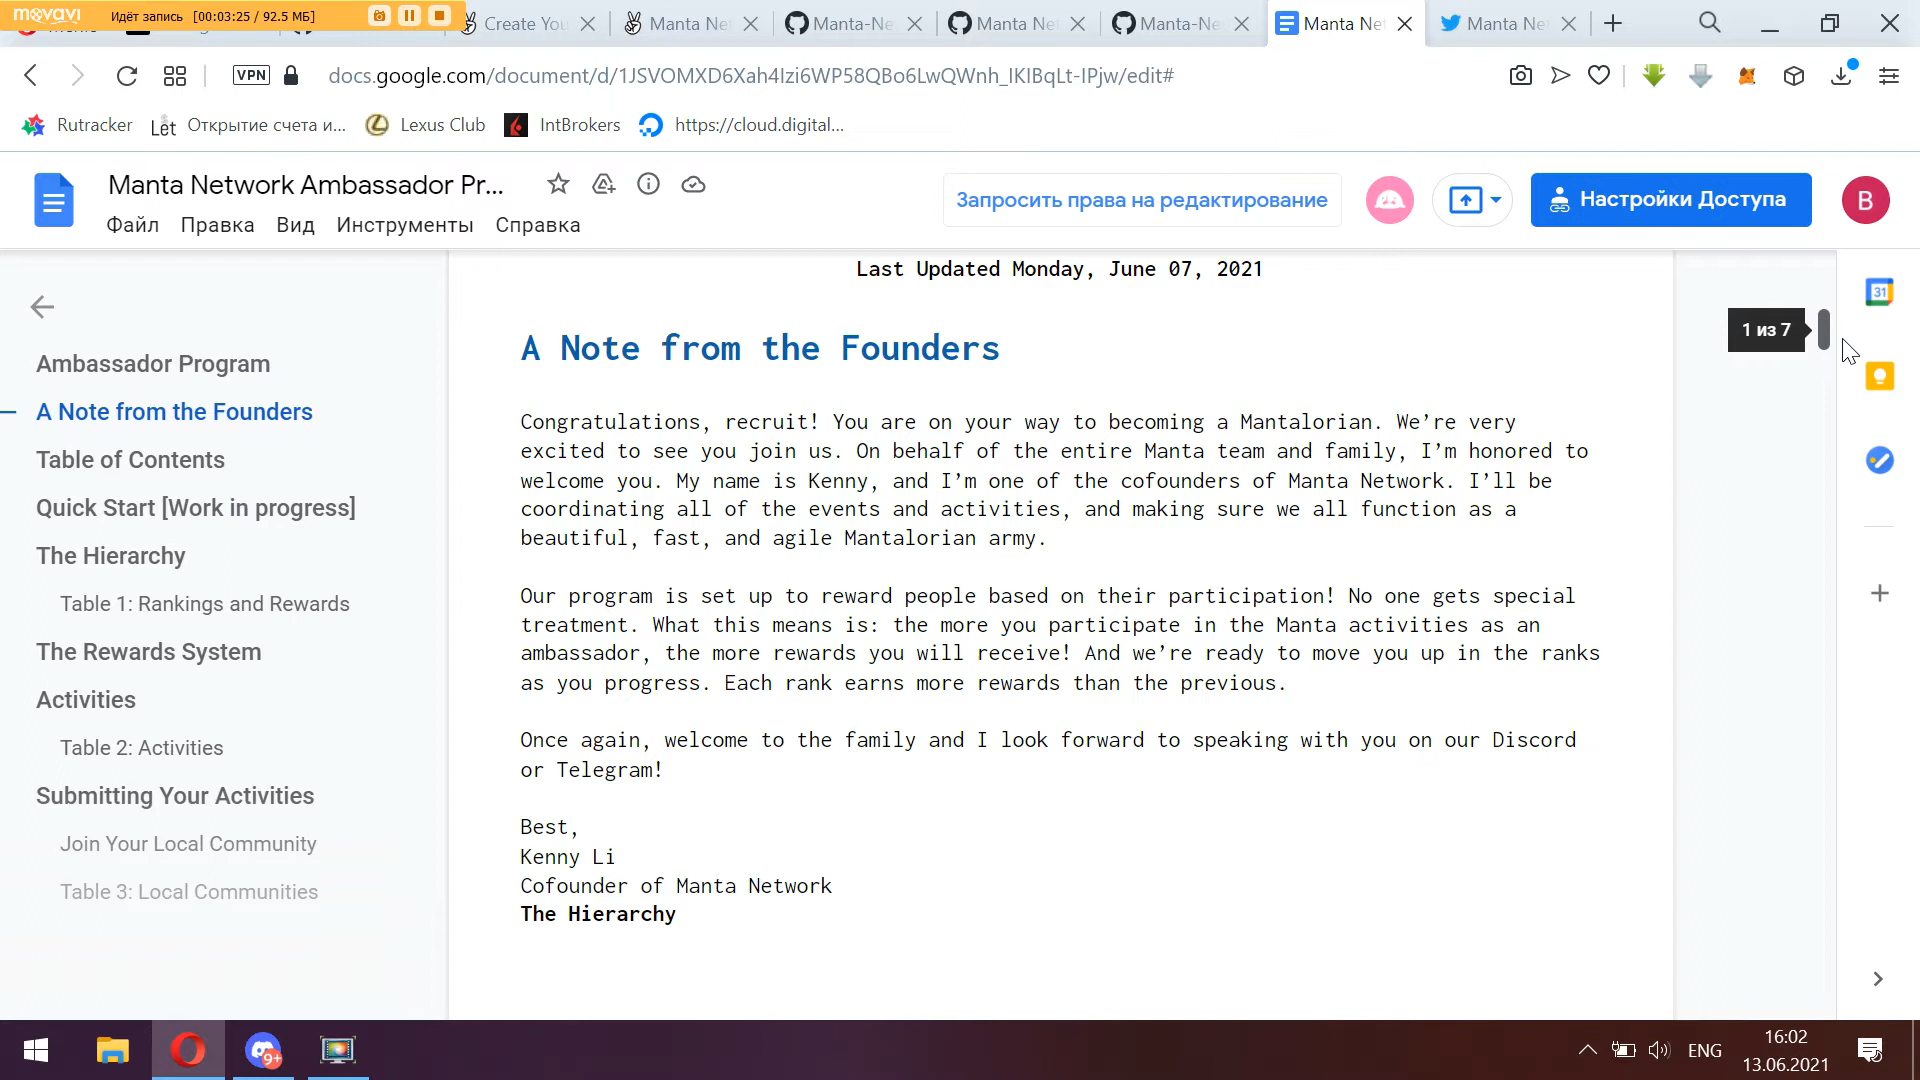 movavi Идёт запись [00:03:25 / 92.5 МБ]
Create You
Manta Net
Manta-Ne
Manta Net
Manta-Ne
Manta Ne
Manta Net
VPN docs.google.com/document/d/1JSVOMXD6Xah4Izi6WP58QBo6LwQWnh_IKIBqLt-IPjw/edit#
Rutracker
Lét Открытие счета и...
Lexus Club
IntBrokers
https://cloud.digital...
Manta Network Ambassador Pr...
Файл Правка Вид Инструменты Справка
Запросить права на редактирование
Настройки Доступа
B
Ambassador Program
A Note from the Founders
Table of Contents
Quick Start [Work in progress]
The Hierarchy
Table 1: Rankings and Rewards
The Rewards System
Activities
Table 2: Activities
Submitting Your Activities
Join Your Local Community
Table 3: Local Communities
Last Updated Monday, June 07, 2021
A Note from the Founders
Congratulations, recruit! You are on your way to becoming a Mantalorian. We’re very
excited to see you join us. On behalf of the entire Manta team and family, I’m honored to
welcome you. My name is Kenny, and I’m one of the cofounders of Manta Network. I’ll be
coordinating all of the events and activities, and making sure we all function as a
beautiful, fast, and agile Mantalorian army.
Our program is set up to reward people based on their participation! No one gets special
treatment. What this means is: the more you participate in the Manta activities as an
ambassador, the more rewards you will receive! And we’re ready to move you up in the ranks
as you progress. Each rank earns more rewards than the previous.
Once again, welcome to the family and I look forward to speaking with you on our Discord
or Telegram!
Best,
Kenny Li
Cofounder of Manta Network
The Hierarchy
1 из 7
31
9+
ENG
16:02
13.06.2021